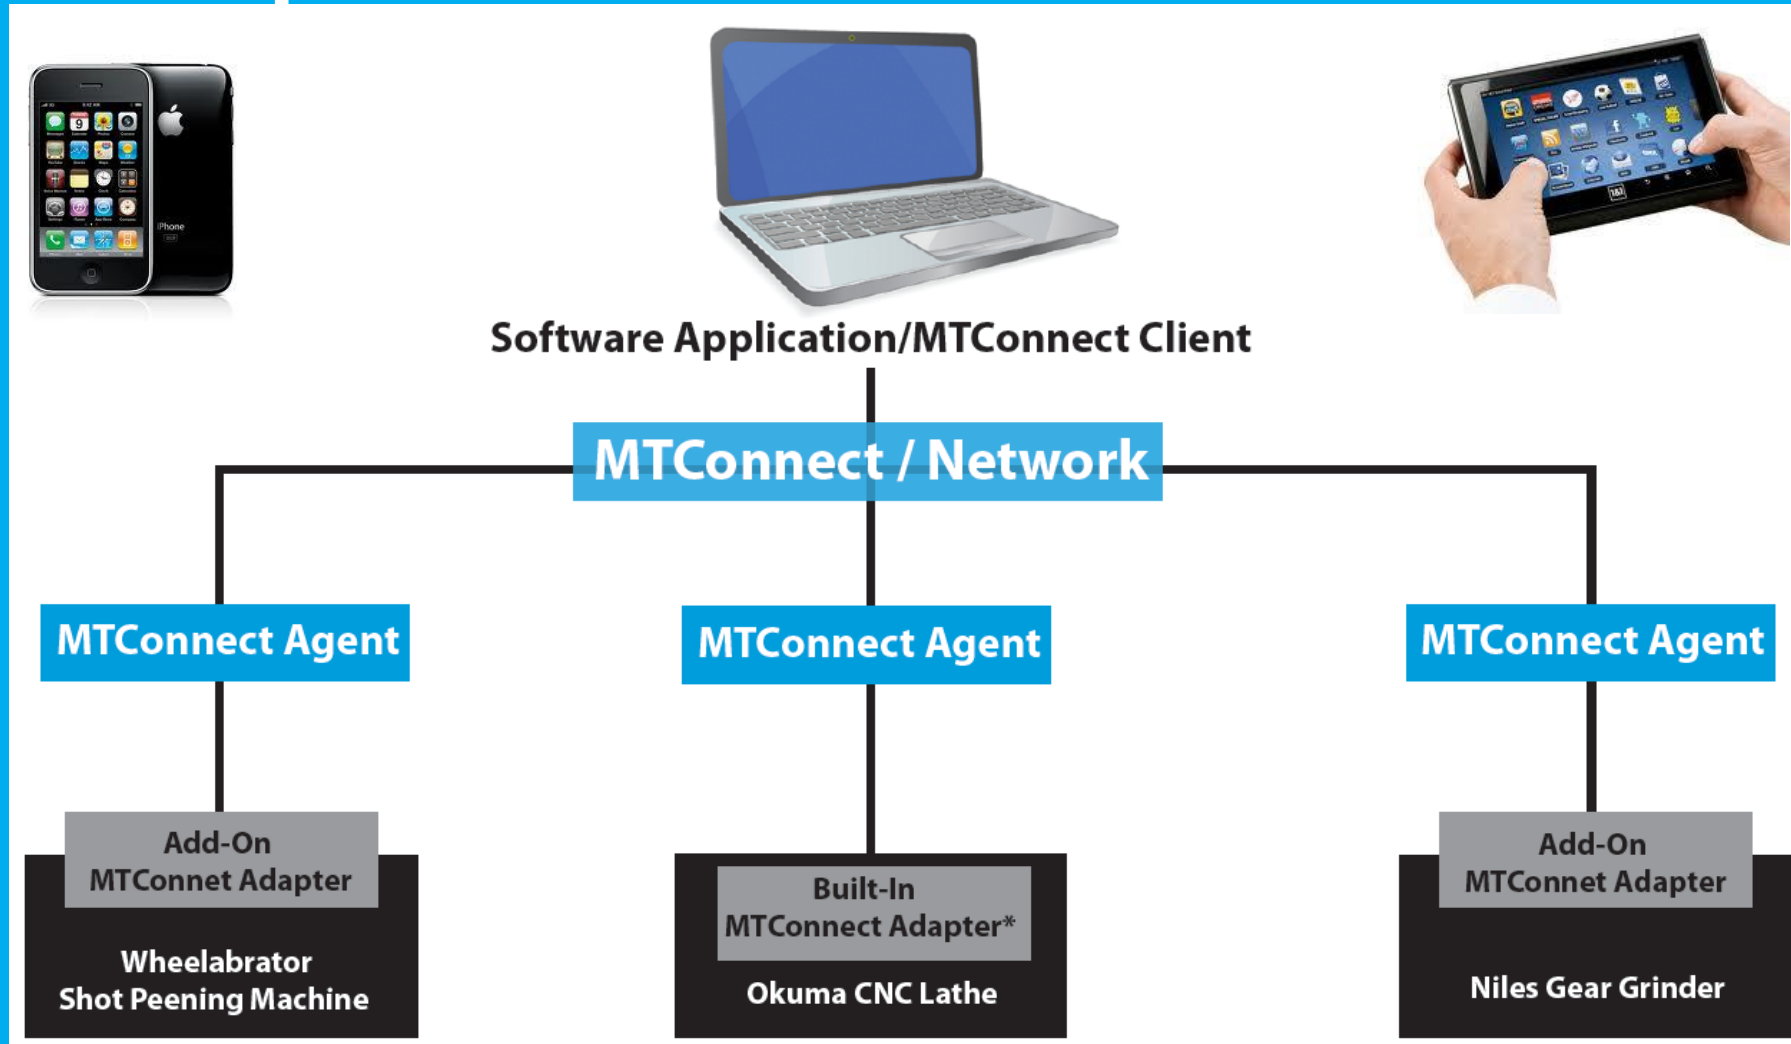 iPhone
Software Application/MTConnect Client
MTConnect / Network
MTConnect Agent
MTConnect Agent
MTConnect Agent
Add-On
MTConnet Adapter
Wheelabrator
Shot Peening Machine
Built-In
MTConnect Adapter*
Okuma CNC Lathe
Add-On
MTConnet Adapter
Niles Gear Grinder